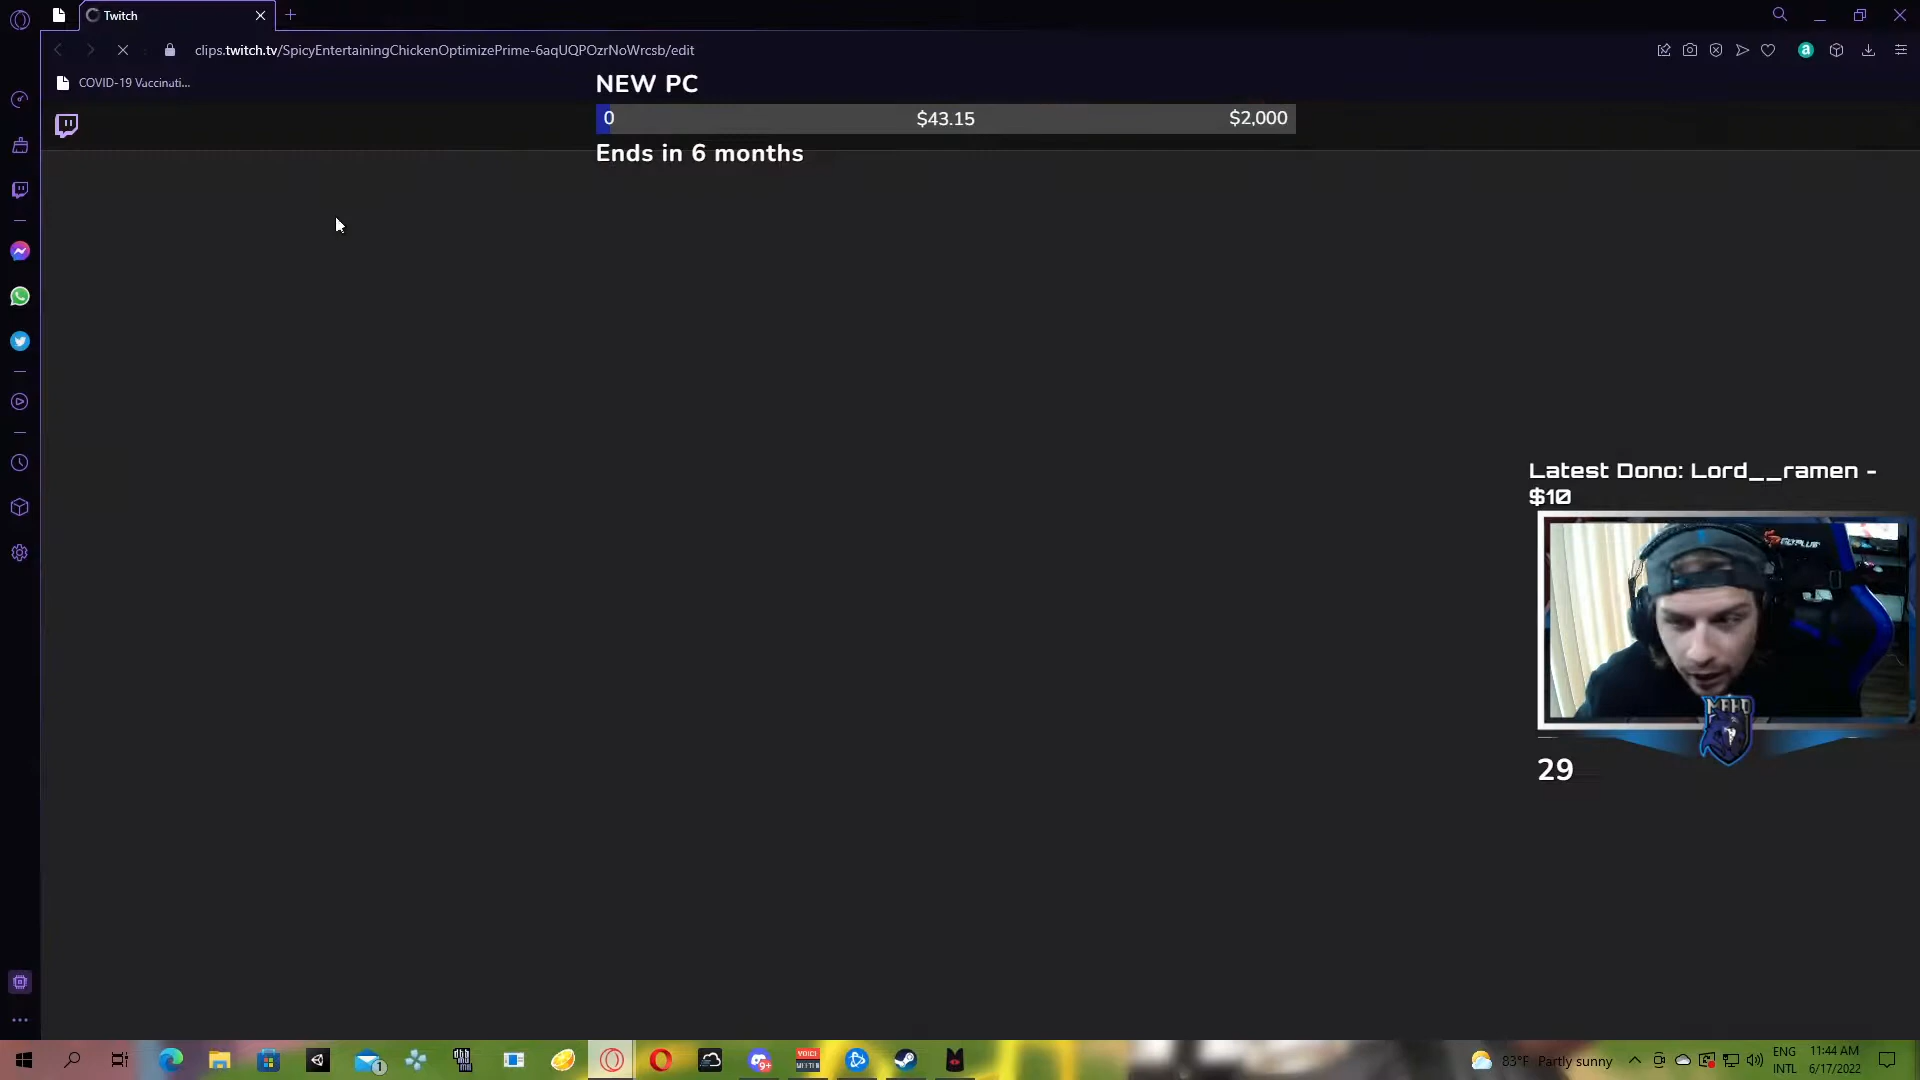 Twitch
clips.twitch.tv/SpicyEntertainingChickenOptimizePrime-6aqUQPOzrNoWrcsb/edit
COVID-19 Vaccinati...
NEW PC
0 $43.15 $2,000
Ends in 6 months
Latest Dono: Lord__ramen -
$10
MAHD
29
83°F Partly sunny
ENG
INTL
11:44 AM
6/17/2022